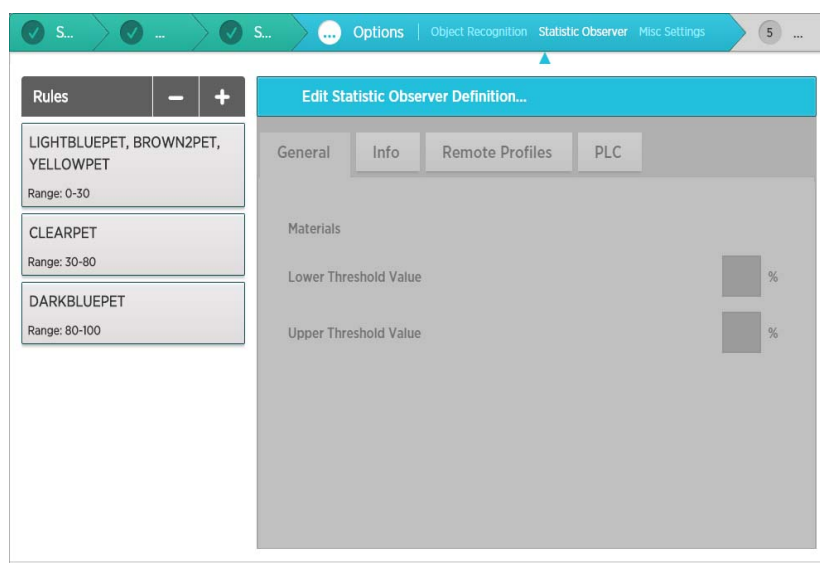 S...
...
S...
... Options Object Recognition Statistic Observer Misc Settings
5 ...
Rules − +
Edit Statistic Observer Definition...
LIGHTBLUEPET, BROWN2PET,
YELLOWPET
Range: 0-30
CLEARPET
Range: 30-80
DARKBLUEPET
Range: 80-100
General Info Remote Profiles PLC
Materials
Lower Threshold Value %
Upper Threshold Value %